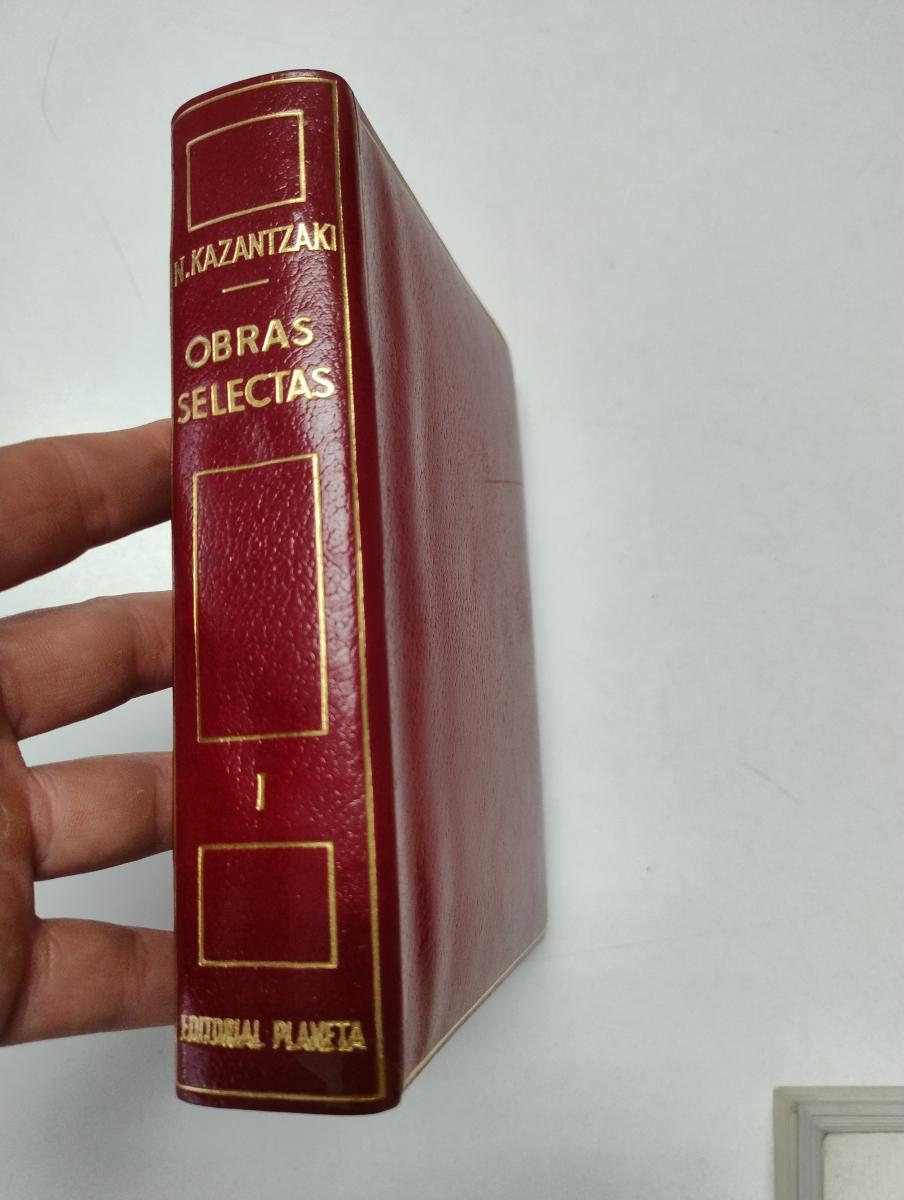 N. KAZANTZAKI
OBRAS
SELECTAS
I
EDITORIAL PLANETA